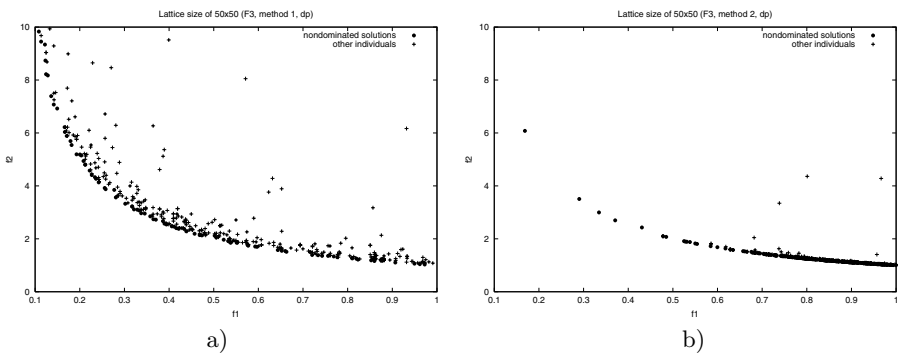 Lattice size of 50x50 (F3, method 1, dp)
nondominated solutions
other individuals
10
8
6
4
2
0
f2
0.1 0.2 0.3 0.4 0.5 0.6 0.7 0.8 0.9 1
f1
a)
Lattice size of 50x50 (F3, method 2, dp)
nondominated solutions
other individuals
10
8
6
4
2
0
f2
0.1 0.2 0.3 0.4 0.5 0.6 0.7 0.8 0.9 1
f1
b)